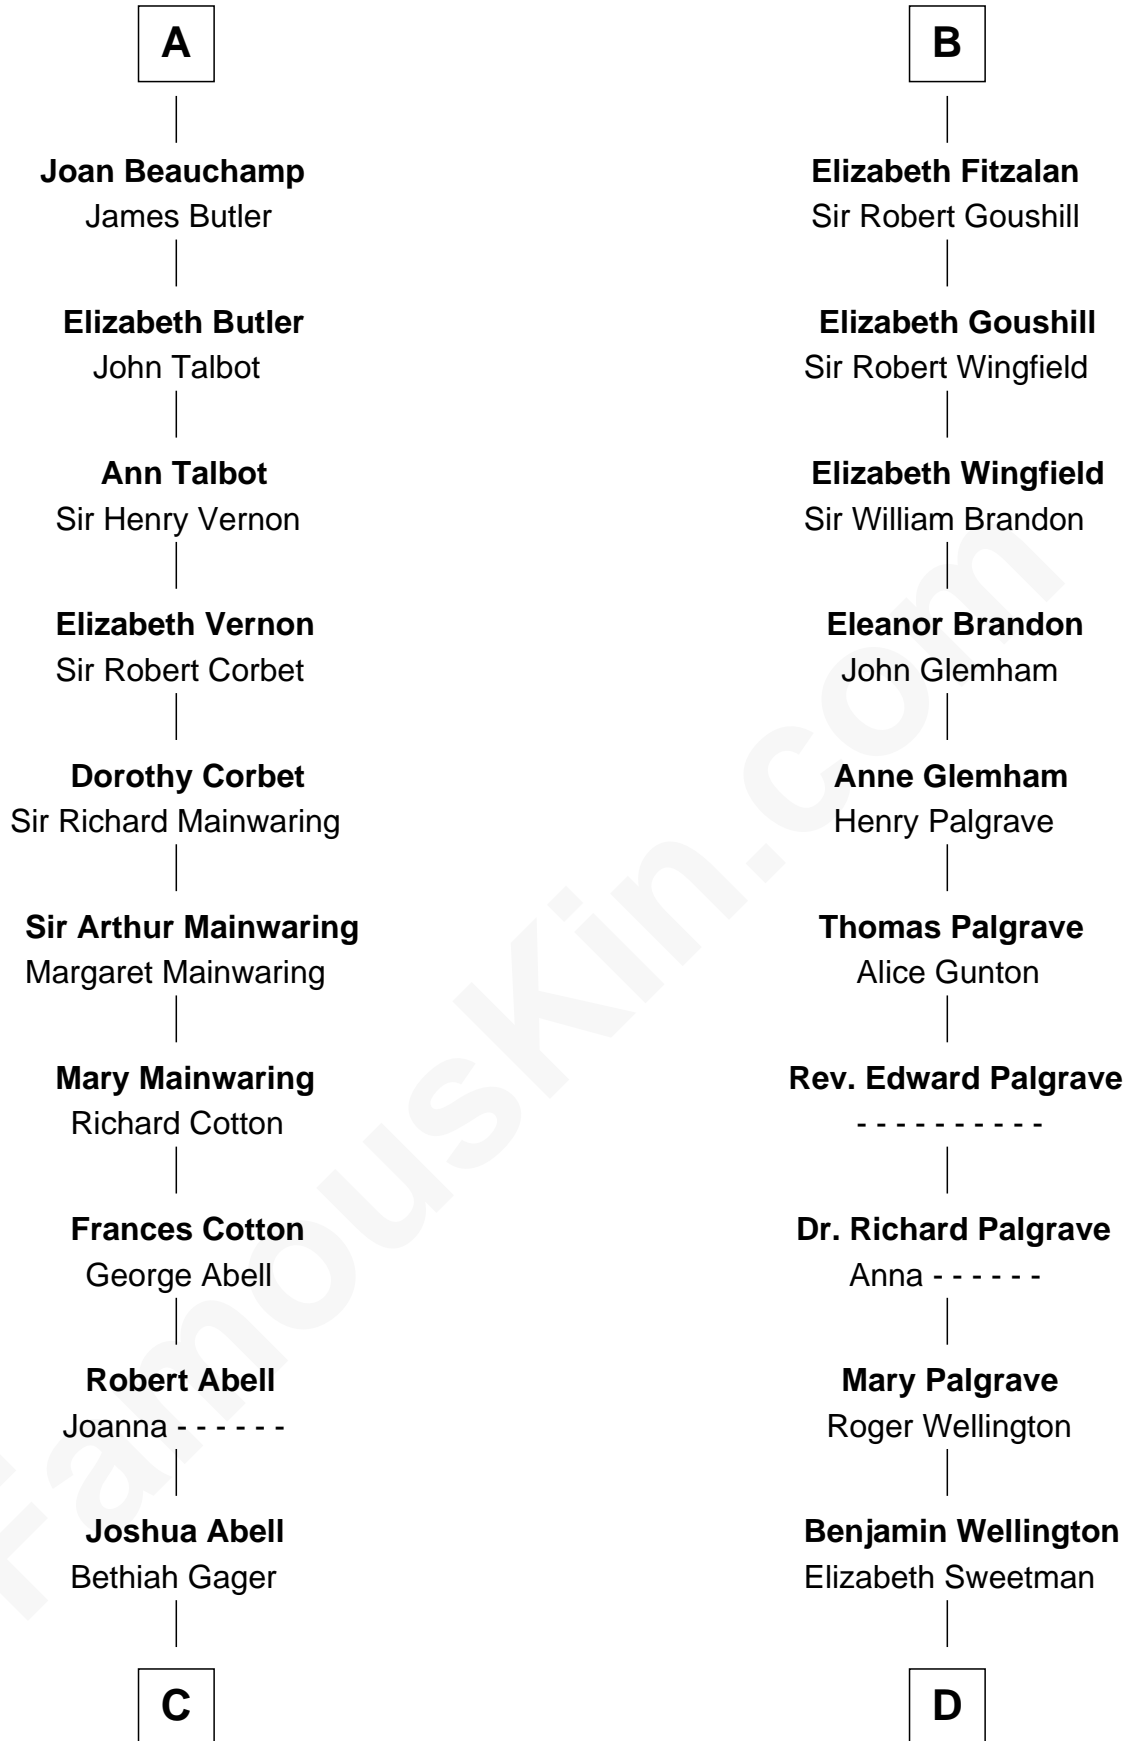 A
Joan Beauchamp
James Butler
Elizabeth Butler
John Talbot
Ann Talbot
Sir Henry Vernon
Elizabeth Vernon
Sir Robert Corbet
Dorothy Corbet
Sir Richard Mainwaring
Sir Arthur Mainwaring
Margaret Mainwaring
Mary Mainwaring
Richard Cotton
Frances Cotton
George Abell
Robert Abell
Joanna - - - - - -
Joshua Abell
Bethiah Gager
C
B
Elizabeth Fitzalan
Sir Robert Goushill
Elizabeth Goushill
Sir Robert Wingfield
Elizabeth Wingfield
Sir William Brandon
Eleanor Brandon
John Glemham
Anne Glemham
Henry Palgrave
Thomas Palgrave
Alice Gunton
Rev. Edward Palgrave
- - - - - - - - - -
Dr. Richard Palgrave
Anna - - - - - -
Mary Palgrave
Roger Wellington
Benjamin Wellington
Elizabeth Sweetman
D
FamousKin.com